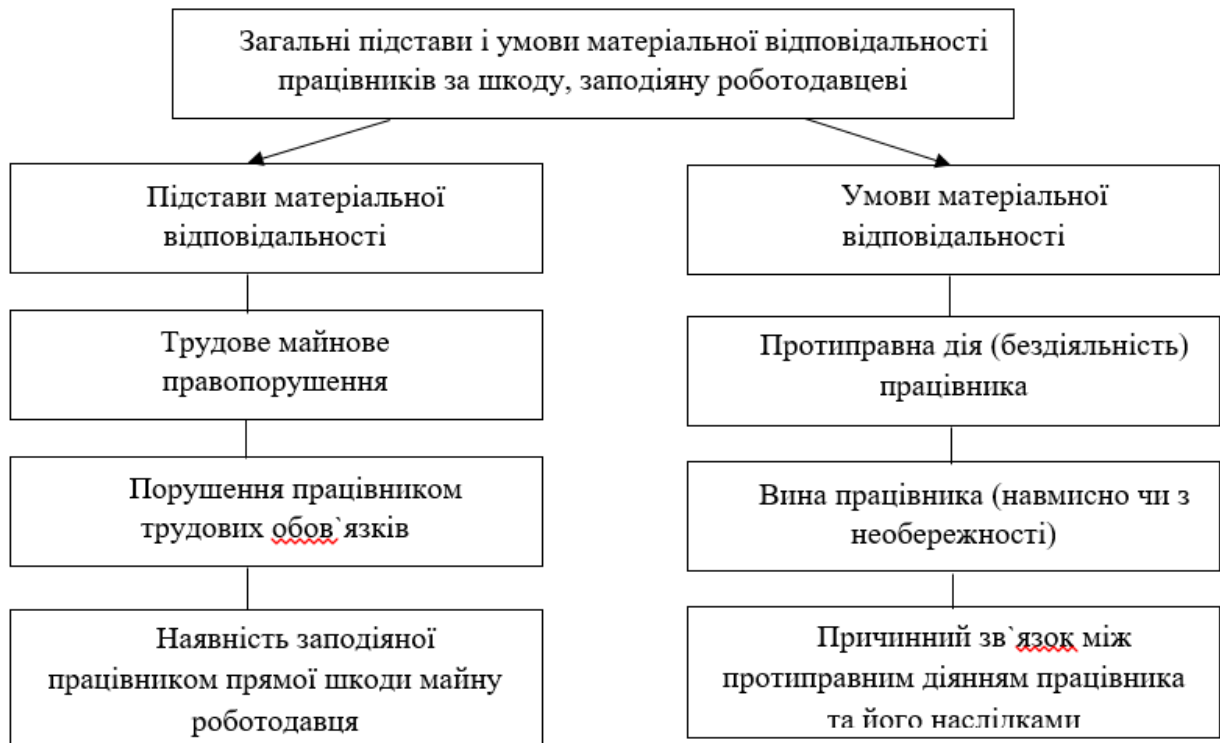 Загальні підстави і умови матеріальної відповідальності
працівників за шкоду, заподіяну роботодавцеві
Підстави матеріальної
відповідальності
Трудове майнове
правопорушення
Порушення працівником
трудових обов`язків
Наявність заподіяної
працівником прямої шкоди майну
роботодавця
Умови матеріальної
відповідальності
Протиправна дія (бездіяльність)
працівника
Вина працівника (навмисно чи з
необережності)
Причинний зв`язок між
протиправним діянням працівника
та його наслідками